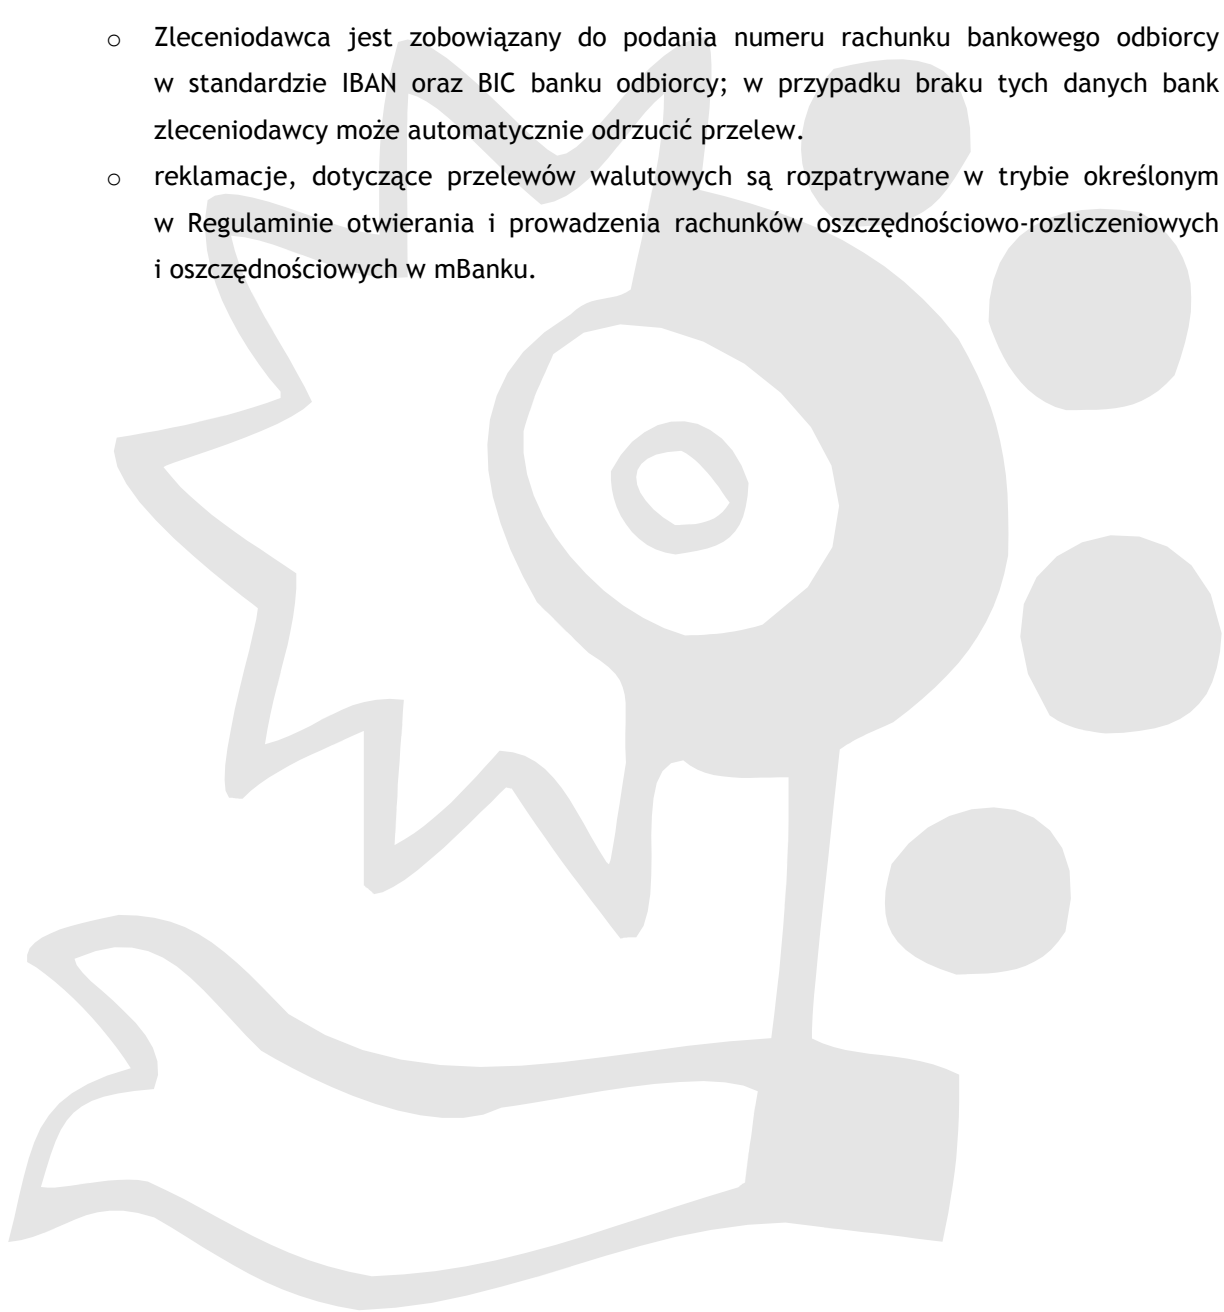 o Zleceniodawca jest zobowiązany do podania numeru rachunku bankowego odbiorcy
w standardzie IBAN oraz BIC banku odbiorcy; w przypadku braku tych danych bank
zleceniodawcy może automatycznie odrzucić przelew.
o reklamacje, dotyczące przelewów walutowych są rozpatrywane w trybie określonym
w Regulaminie otwierania i prowadzenia rachunków oszczędnościowo-rozliczeniowych
i oszczędnościowych w mBanku.